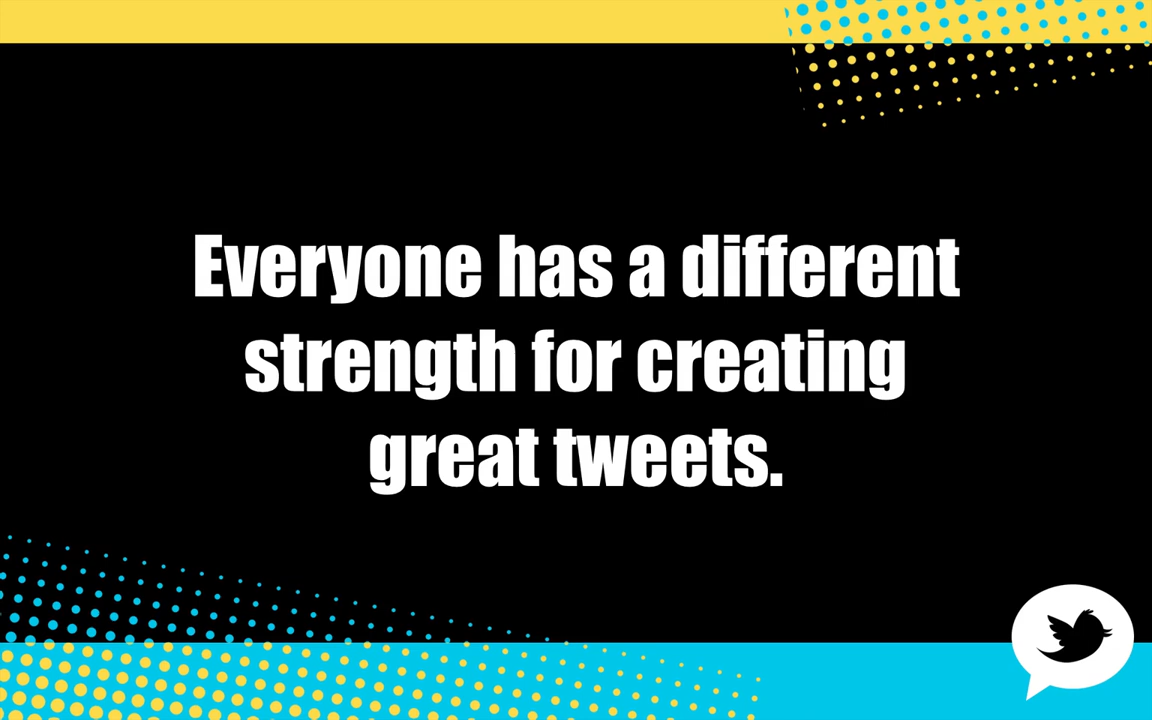 Everyone has a different
strength for creating
great tweets.